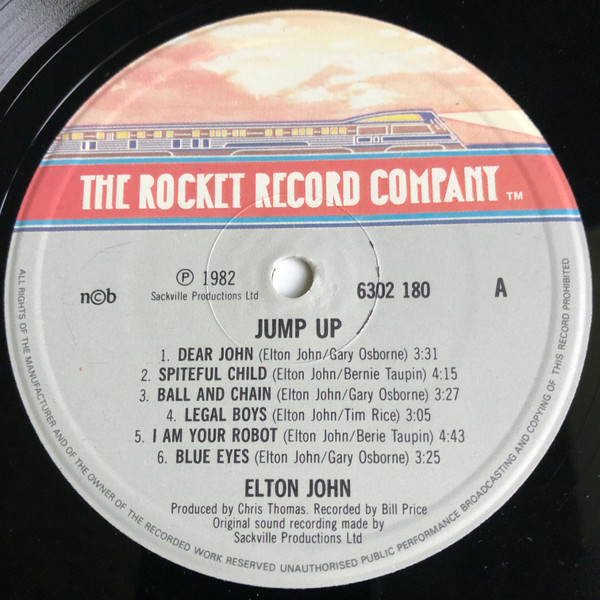 THE ROCKET RECORD COMPANY ™
n©b
℗ 1982
Sackville Productions Ltd
6302 180
A
JUMP UP
1. DEAR JOHN (Elton John/Gary Osborne) 3:31
2. SPITEFUL CHILD (Elton John/Bernie Taupin) 4:15
3. BALL AND CHAIN (Elton John/Gary Osborne) 3:27
4. LEGAL BOYS (Elton John/Tim Rice) 3:05
5. I AM YOUR ROBOT (Elton John/Berie Taupin) 4:43
6. BLUE EYES (Elton John/Gary Osborne) 3:25
ELTON JOHN
Produced by Chris Thomas. Recorded by Bill Price
Original sound recording made by
Sackville Productions Ltd
ALL RIGHTS OF THE MANUFACTURER AND OF THE OWNER OF THE RECORDED WORK RESERVED UNAUTHORISED PUBLIC PERFORMANCE BROADCASTING AND COPYING OF THIS RECORD PROHIBITED